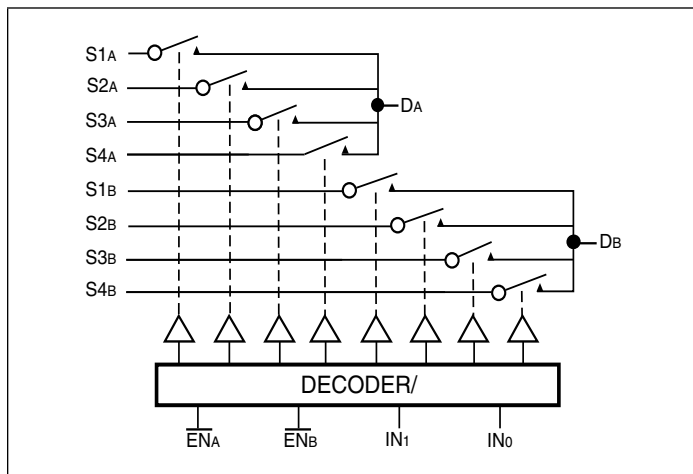 S1A
S2A
DA
S3A
S4A
S1B
S2B
DB
S3B
S4B
DECODER/
ENA ENB IN1 IN0